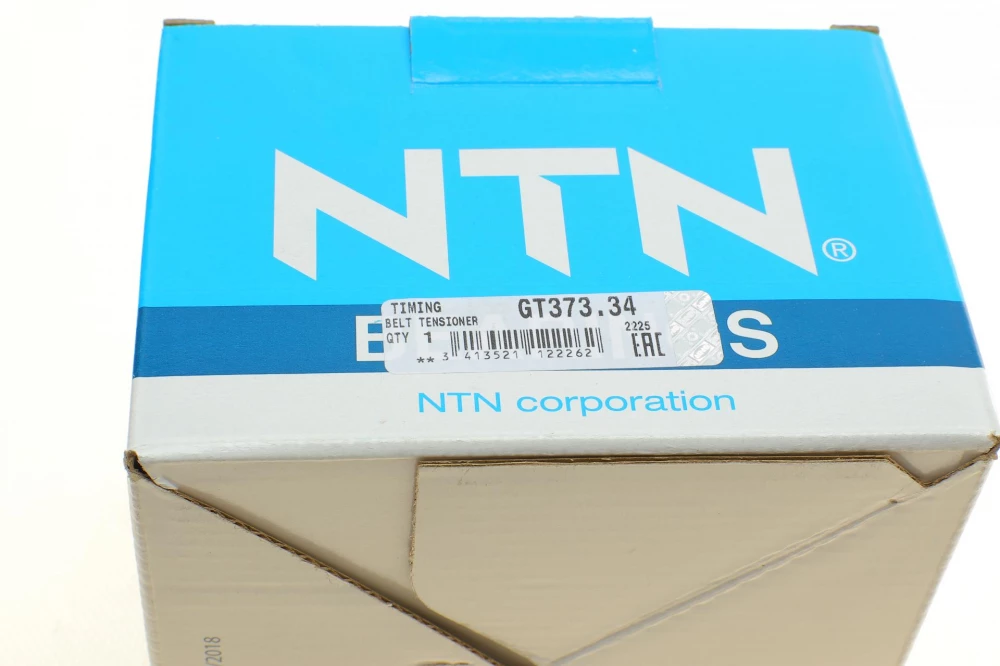 NTN®
TIMING GT373.34
BELT TENSIONER
QTY 1 2225
** 3 413521 122262 EAC
NTN corporation
/2018